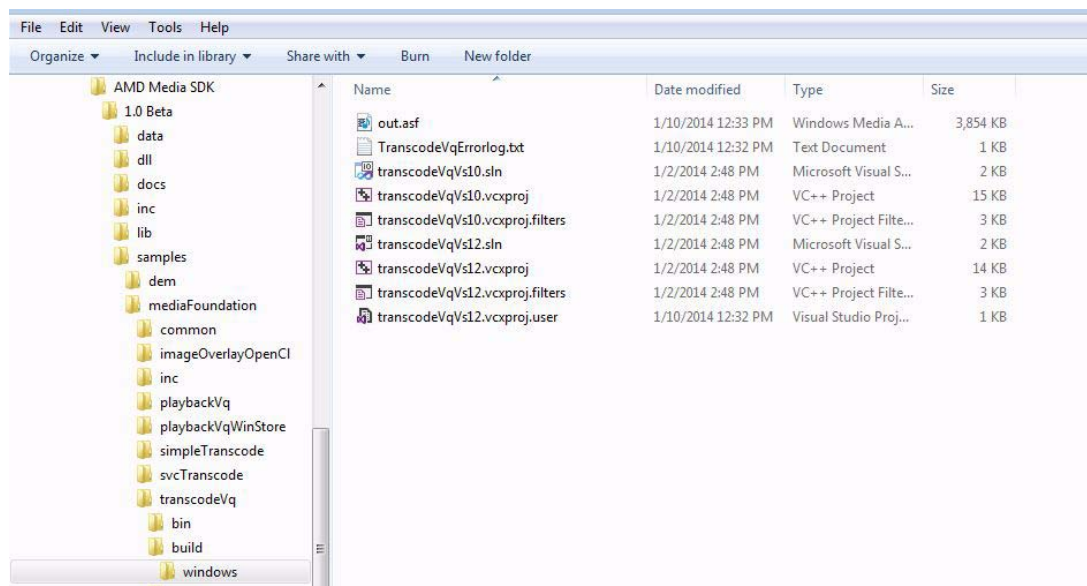 File Edit View Tools Help
Organize Include in library Share with Burn New folder
AMD Media SDK
1.0 Beta
data
dll
docs
inc
lib
samples
dem
mediaFoundation
common
imageOverlayOpenCl
inc
playbackVq
playbackVqWinStore
simpleTranscode
svcTranscode
transcodeVq
bin
build
windows
Name Date modified Type Size
out.asf 1/10/2014 12:33 PM Windows Media A... 3,854 KB
TranscodeVqErrorlog.txt 1/10/2014 12:32 PM Text Document 1 KB
transcodeVqVs10.sln 1/2/2014 2:48 PM Microsoft Visual S... 2 KB
transcodeVqVs10.vcxproj 1/2/2014 2:48 PM VC++ Project 15 KB
transcodeVqVs10.vcxproj.filters 1/2/2014 2:48 PM VC++ Project Filte... 3 KB
transcodeVqVs12.sln 1/2/2014 2:48 PM Microsoft Visual S... 2 KB
transcodeVqVs12.vcxproj 1/2/2014 2:48 PM VC++ Project 14 KB
transcodeVqVs12.vcxproj.filters 1/2/2014 2:48 PM VC++ Project Filte... 3 KB
transcodeVqVs12.vcxproj.user 1/10/2014 12:32 PM Visual Studio Proj... 1 KB